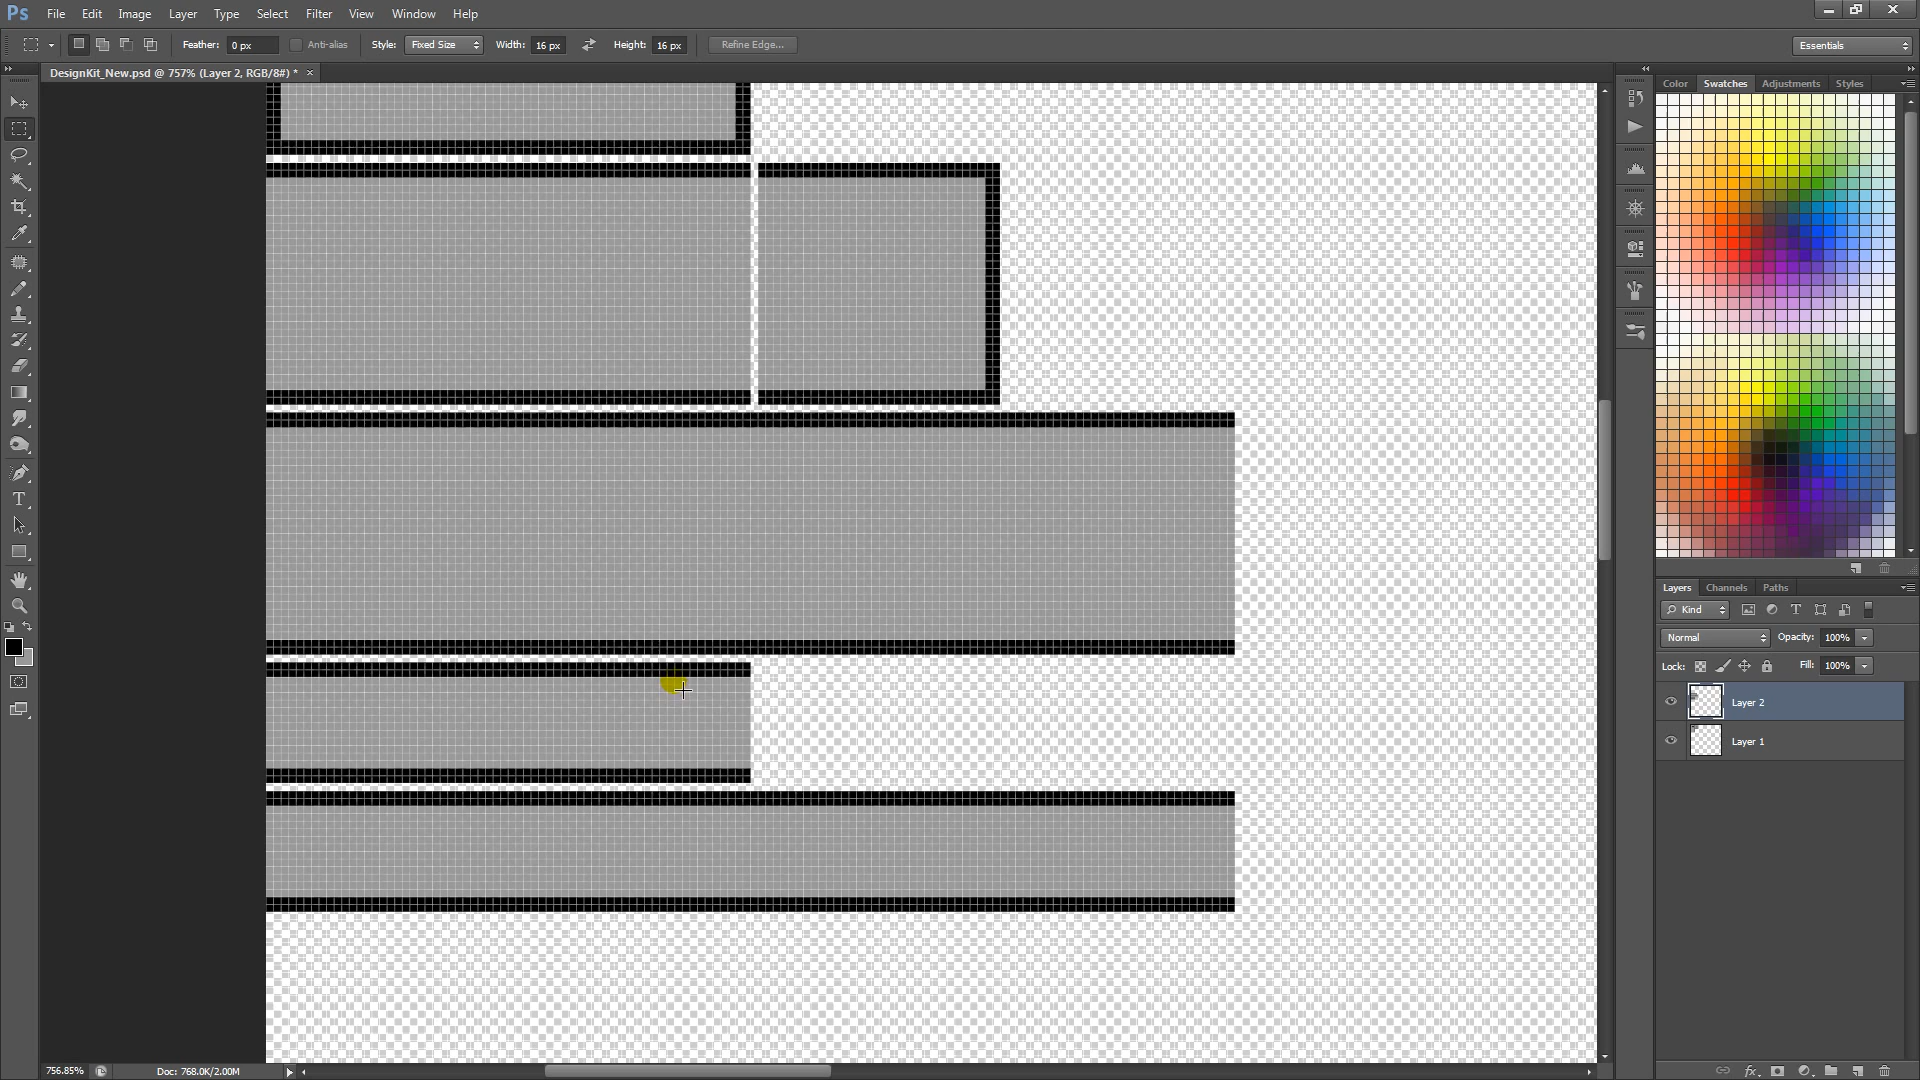 Ps File Edit Image Layer Type Select Filter View Window Help
Feather: 0 px Anti-alias Style: Fixed Size Width: 16 px Height: 16 px Refine Edge... Essentials
DesignKit_New.psd @ 757% (Layer 2, RGB/8#) * ×
Color Swatches Adjustments Styles
T
Layers Channels Paths
Kind T
Normal Opacity: 100%
Lock: Fill: 100%
Layer 2
Layer 1
756.85% Doc: 768.0K/2.00M
fx